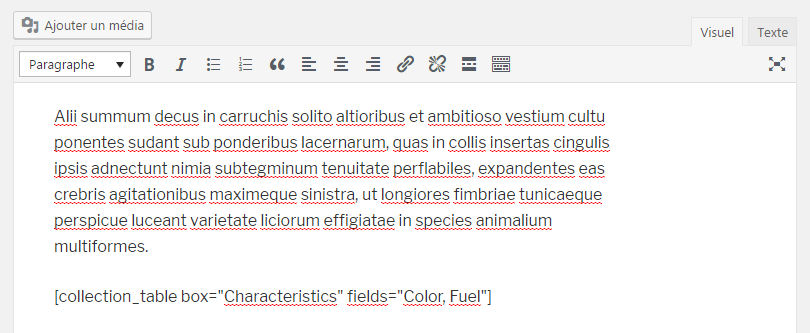 Ajouter un média
Visuel
Texte
Paragraphe
B
I
Alii summum decus in carruchis solito altioribus et ambitioso vestium cultu
ponentes sudant sub ponderibus lacernarum, quas in collis insertas cingulis
ipsis adnectunt nimia subtegminum tenuitate perflabiles, expandentes eas
crebris agitationibus maximeque sinistra, ut longiores fimbriae tunicaeque
perspicue luceant varietate liciorum effigiatae in species animalium
multiformes.
[collection_table box="Characteristics" fields="Color, Fuel"]